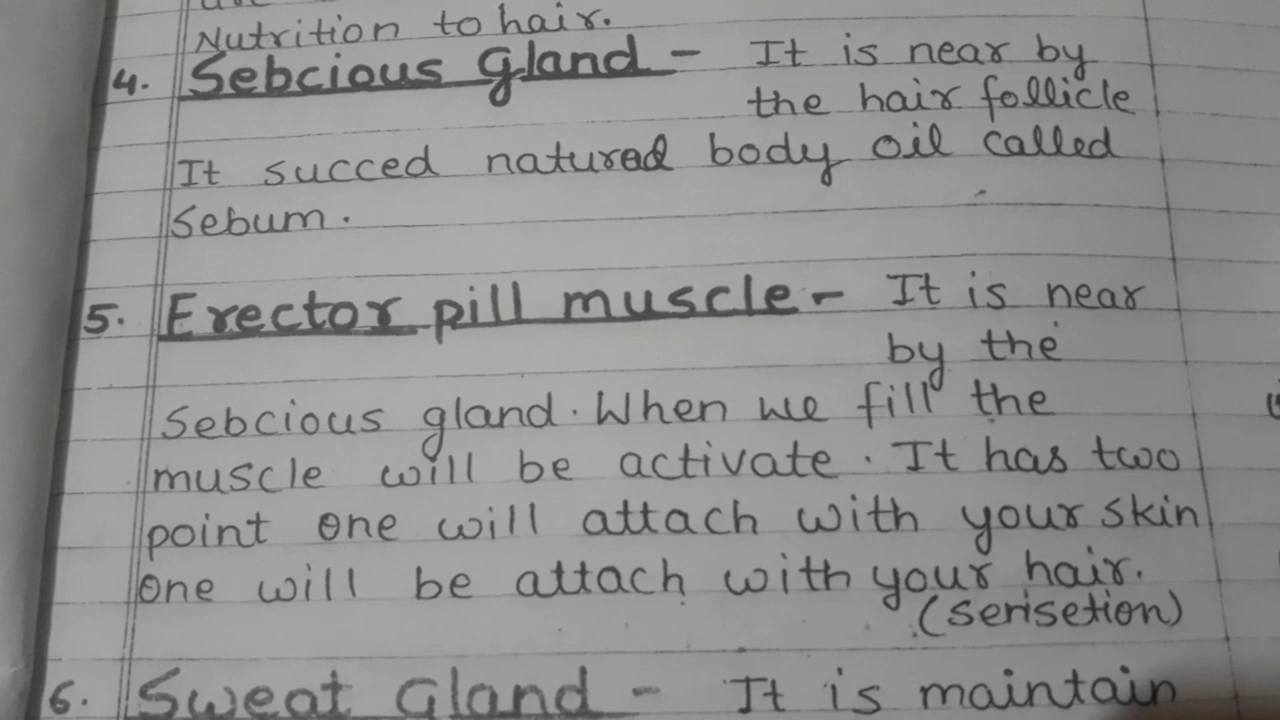 Nutrition to hair.
4. Sebcious gland - It is near by
the hair follicle
It succed natured body oil called
Sebum.
5. Erector pill muscle - It is near
by the
Sebcious gland. When we fill the
muscle will be activate. It has two
point one will attach with your skin
one will be attach with your hair.
(serisetion)
6. Sweat Gland - It is maintain